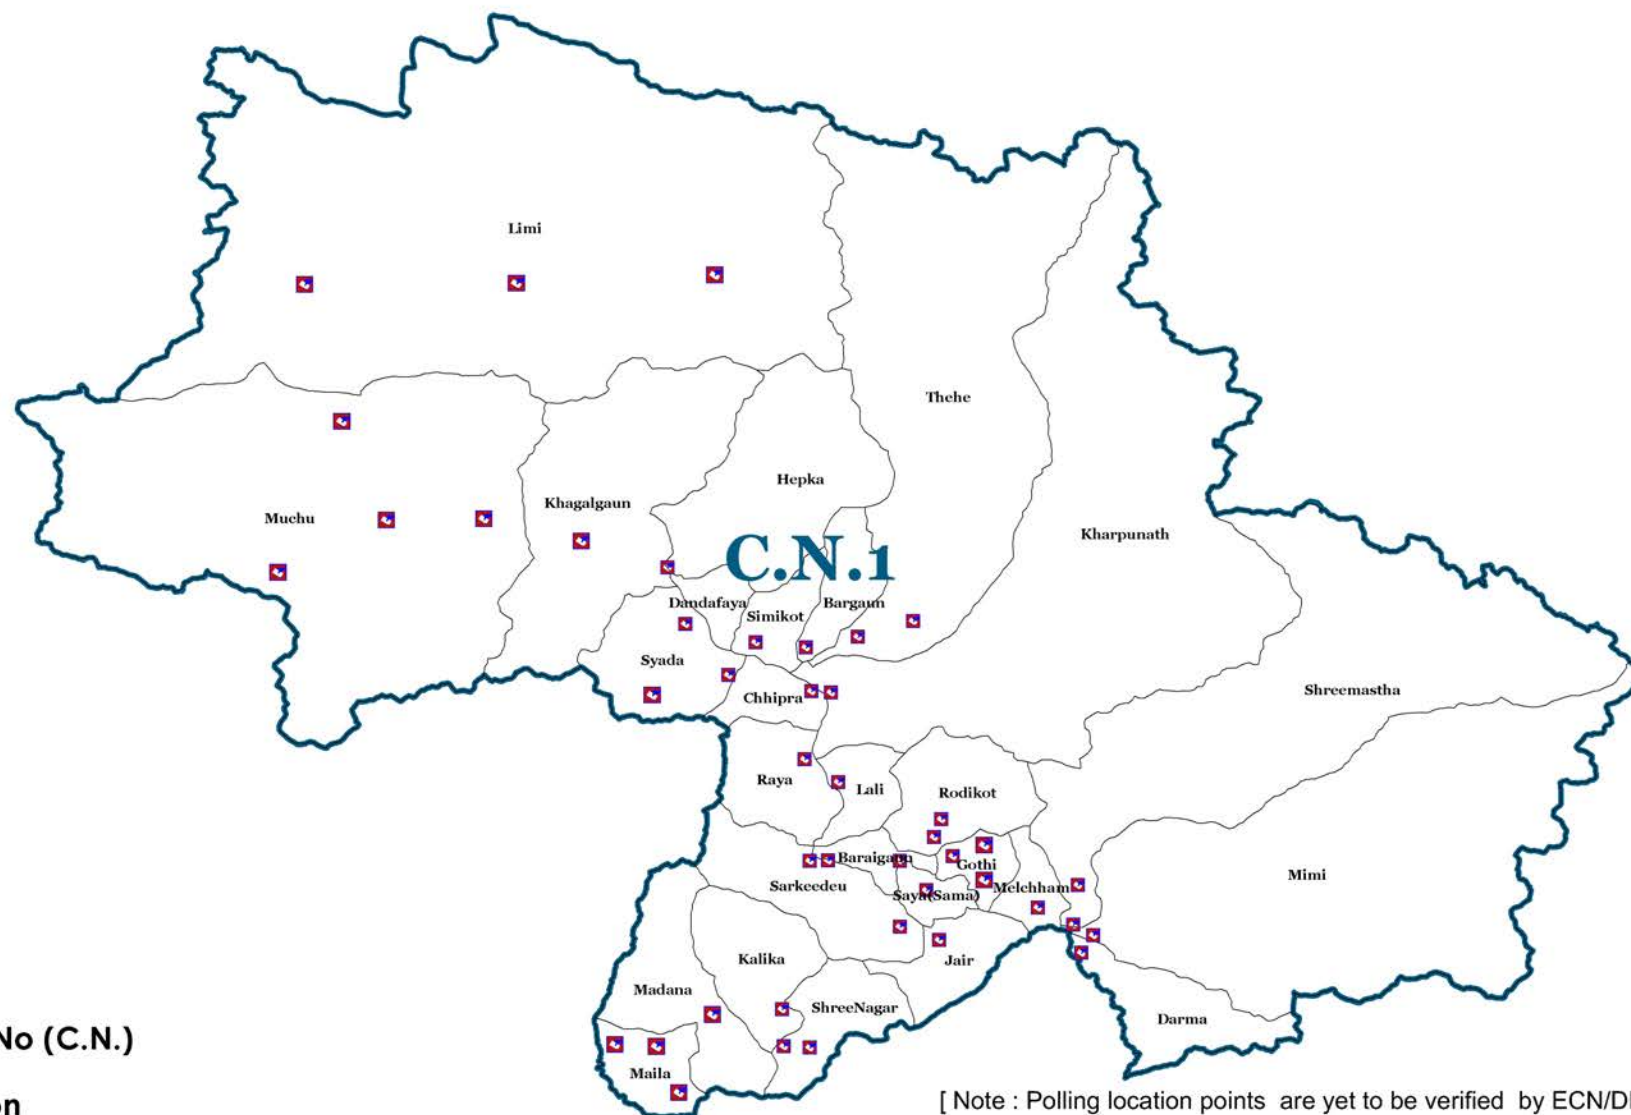 Limi
Thehe
Hepka
Khagalgaun
Muchu
Kharpunath
C.N.1
Dandafaya
Bargaun
Simikot
Syada
Shreemastha
Chhipra
Raya
Lali
Rodikot
Baraigaun
Gothi
Mimi
Sarkeedeu
Melchham
Saya(Sama)
Kalika
Jair
Madana
ShreeNagar
Darma
No (C.N.)
Maila
[ Note : Polling location points are yet to be verified by ECN/D
on